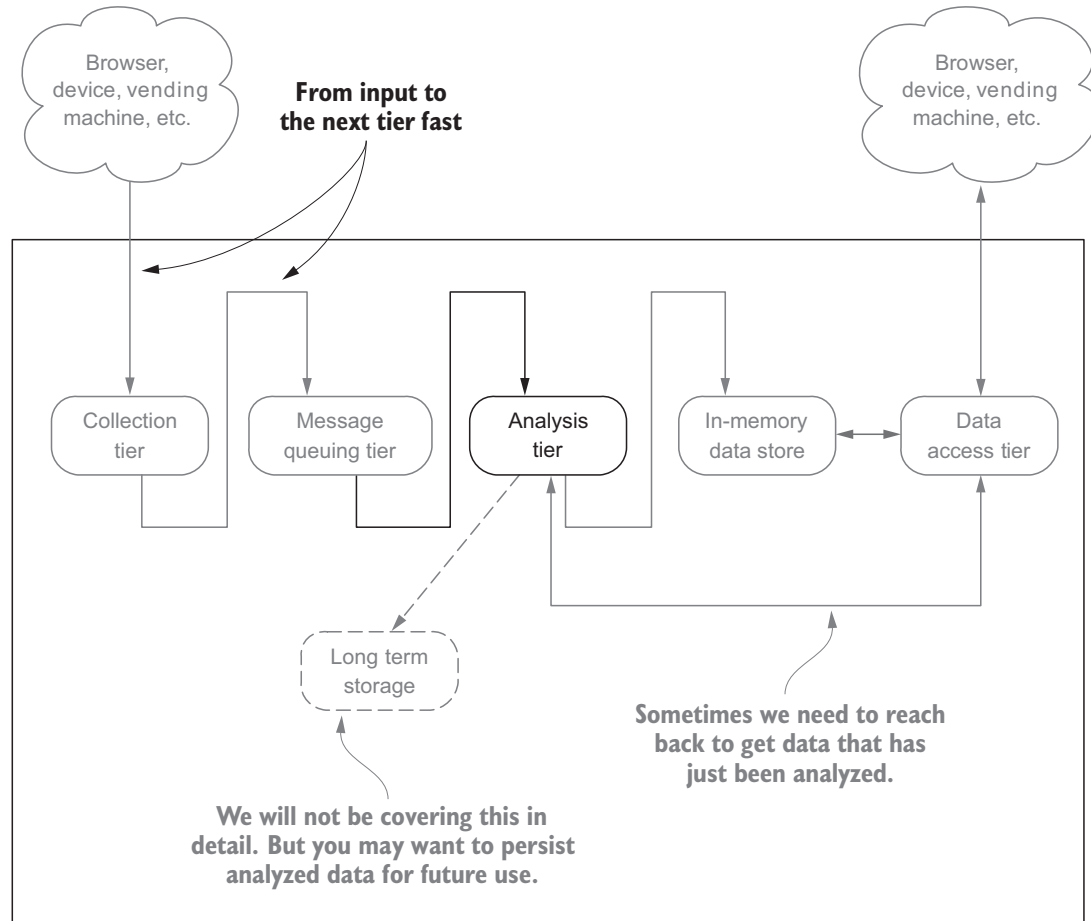 Browser,
device, vending
machine, etc.
From input to
the next tier fast
Browser,
device, vending
machine, etc.
Collection
tier
Message
queuing tier
Analysis
tier
In-memory
data store
Data
access tier
Long term
storage
Sometimes we need to reach
back to get data that has
just been analyzed.
We will not be covering this in
detail. But you may want to persist
analyzed data for future use.